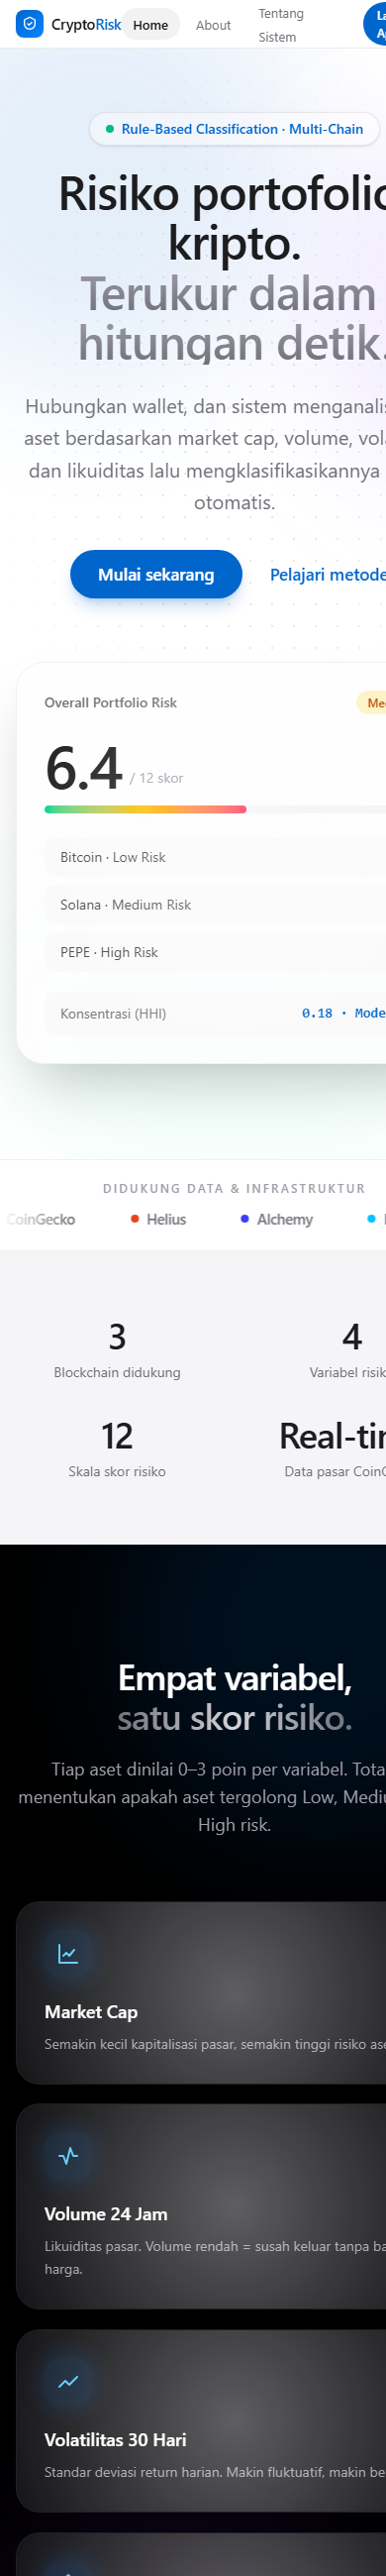 CryptoRisk
Home
About
Tentang
Sistem
Rule-Based Classification · Multi-Chain
Risiko
kripto.
Terukur dalam
hitungan detik.
Hubungkan wallet, dan sistem
aset berdasarkan market cap, volume,
dan likuiditas lalu mengklasifikasikannya
otomatis.
Mulai sekarang
Pelajari
Overall Portfolio Risk
6.4 / 12 skor
Bitcoin · Low Risk
Solana · Medium Risk
PEPE · High Risk
Konsentrasi (HHI)
0.18 ·
DIDUKUNG DATA & INFRASTRUKTUR
CoinGecko
Helius
Alchemy
3
Blockchain didukung
4
Variabel
12
Skala skor risiko
Data pasar
Empat variabel,
satu skor risiko.
Tiap aset dinilai 0–3 poin per variabel.
menentukan apakah aset tergolong Low,
High risk.
Market Cap
Semakin kecil kapitalisasi pasar, semakin tinggi risiko
Volume 24 Jam
Likuiditas pasar. Volume rendah = susah keluar tanpa
harga.
Volatilitas 30 Hari
Standar deviasi return harian. Makin fluktuatif, makin